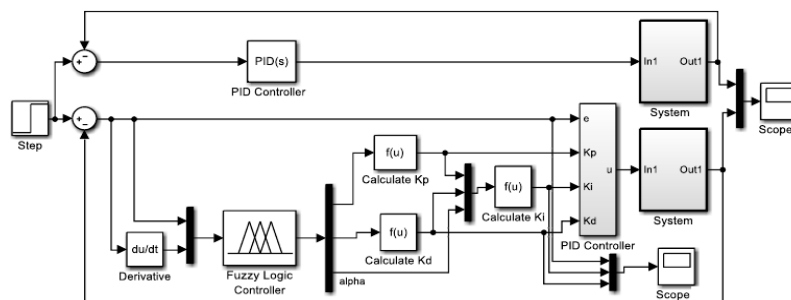 PID(s)
PID Controller
In1
Out1
System
Step
Scope
e
Kp
Ki
Kd
u
PID Controller
In1
Out1
System
f(u)
Calculate Kp
f(u)
Calculate Ki
f(u)
Calculate Kd
du/dt
Derivative
Fuzzy Logic
Controller
alpha
Scope